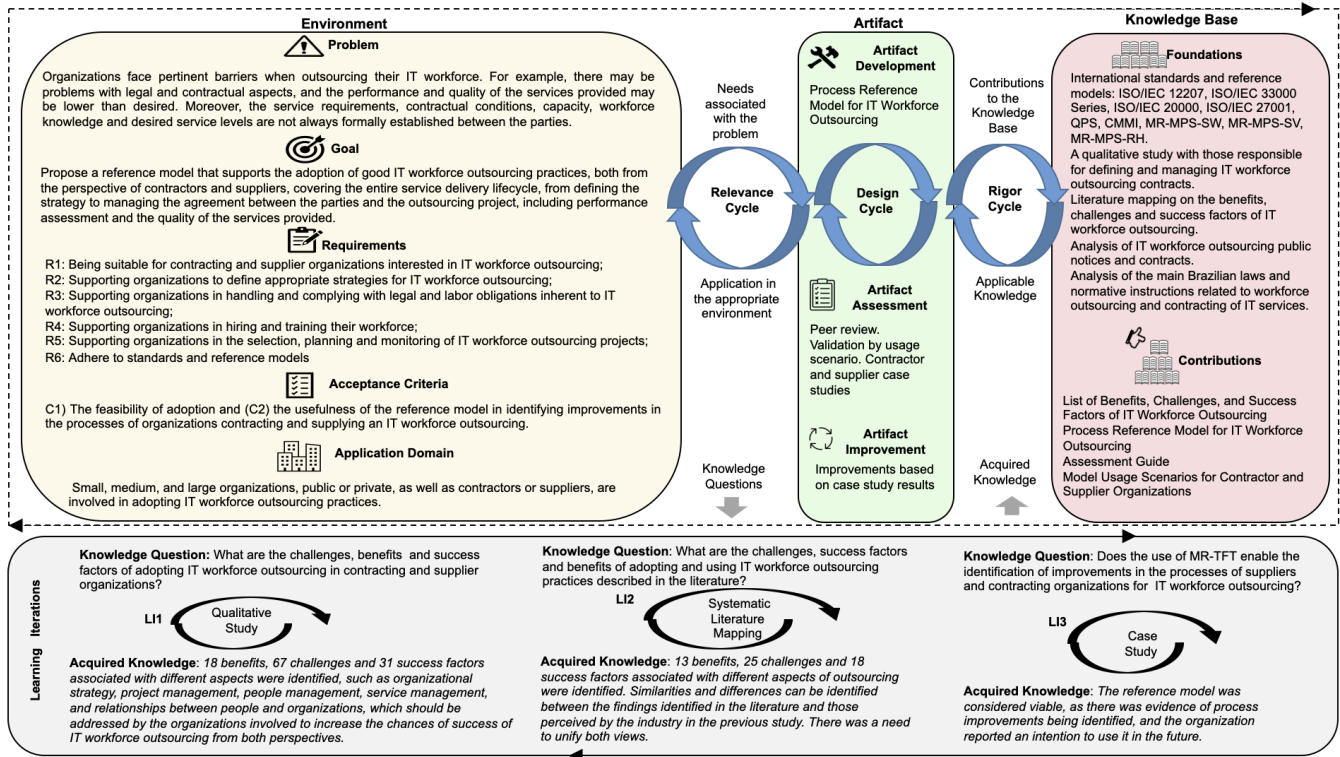 Environment
Problem
Organizations face pertinent barriers when outsourcing their IT workforce. For example, there may be
problems with legal and contractual aspects, and the performance and quality of the services provided may
be lower than desired. Moreover, the service requirements, contractual conditions, capacity, workforce
knowledge and desired service levels are not always formally established between the parties.
Goal
Propose a reference model that supports the adoption of good IT workforce outsourcing practices, both from
the perspective of contractors and suppliers, covering the entire service delivery lifecycle, from defining the
strategy to managing the agreement between the parties and the outsourcing project, including performance
assessment and the quality of the services provided.
Requirements
R1: Being suitable for contracting and supplier organizations interested in IT workforce outsourcing;
R2: Supporting organizations to define appropriate strategies for IT workforce outsourcing;
R3: Supporting organizations in handling and complying with legal and labor obligations inherent to IT
workforce outsourcing;
R4: Supporting organizations in hiring and training their workforce;
R5: Supporting organizations in the selection, planning and monitoring of IT workforce outsourcing projects;
R6: Adhere to standards and reference models
Acceptance Criteria
C1) The feasibility of adoption and (C2) the usefulness of the reference model in identifying improvements in
the processes of organizations contracting and supplying an IT workforce outsourcing.
Application Domain
Small, medium, and large organizations, public or private, as well as contractors or suppliers, are
involved in adopting IT workforce outsourcing practices.
Needs
associated
with the
problem
Relevance
Cycle
Application in
the appropriate
environment
Knowledge
Questions
Artifact
Artifact
Development
Process Reference
Model for IT Workforce
Outsourcing
Design
Cycle
Artifact
Assessment
Peer review.
Validation by usage
scenario. Contractor
and supplier case
studies
Artifact
Improvement
Improvements based
on case study results
Contributions
to the
Knowledge
Base
Rigor
Cycle
Applicable
Knowledge
Acquired
Knowledge
Knowledge Base
Foundations
International standards and reference
models: ISO/IEC 12207, ISO/IEC 33000
Series, ISO/IEC 20000, ISO/IEC 27001,
QPS, CMMI, MR-MPS-SW, MR-MPS-SV,
MR-MPS-RH.
A qualitative study with those responsible
for defining and managing IT workforce
outsourcing contracts.
Literature mapping on the benefits,
challenges and success factors of IT
workforce outsourcing.
Analysis of IT workforce outsourcing public
notices and contracts.
Analysis of the main Brazilian laws and
normative instructions related to workforce
outsourcing and contracting of IT services.
Contributions
List of Benefits, Challenges, and Success
Factors of IT Workforce Outsourcing
Process Reference Model for IT Workforce
Outsourcing
Assessment Guide
Model Usage Scenarios for Contractor and
Supplier Organizations
Learning Iterations
Knowledge Question: What are the challenges, benefits and success
factors of adopting IT workforce outsourcing in contracting and supplier
organizations?
LI1
Qualitative
Study
Acquired Knowledge: 18 benefits, 67 challenges and 31 success factors
associated with different aspects were identified, such as organizational
strategy, project management, people management, service management,
and relationships between people and organizations, which should be
addressed by the organizations involved to increase the chances of success of
IT workforce outsourcing from both perspectives.
Knowledge Question: What are the challenges, success factors
and benefits of adopting and using IT workforce outsourcing
practices described in the literature?
LI2
Systematic
Literature
Mapping
Acquired Knowledge: 13 benefits, 25 challenges and 18
success factors associated with different aspects of outsourcing
were identified. Similarities and differences can be identified
between the findings identified in the literature and those
perceived by the industry in the previous study. There was a need
to unify both views.
Knowledge Question: Does the use of MR-TFT enable the
identification of improvements in the processes of suppliers
and contracting organizations for IT workforce outsourcing?
LI3
Case
Study
Acquired Knowledge: The reference model was
considered viable, as there was evidence of process
improvements being identified, and the organization
reported an intention to use it in the future.